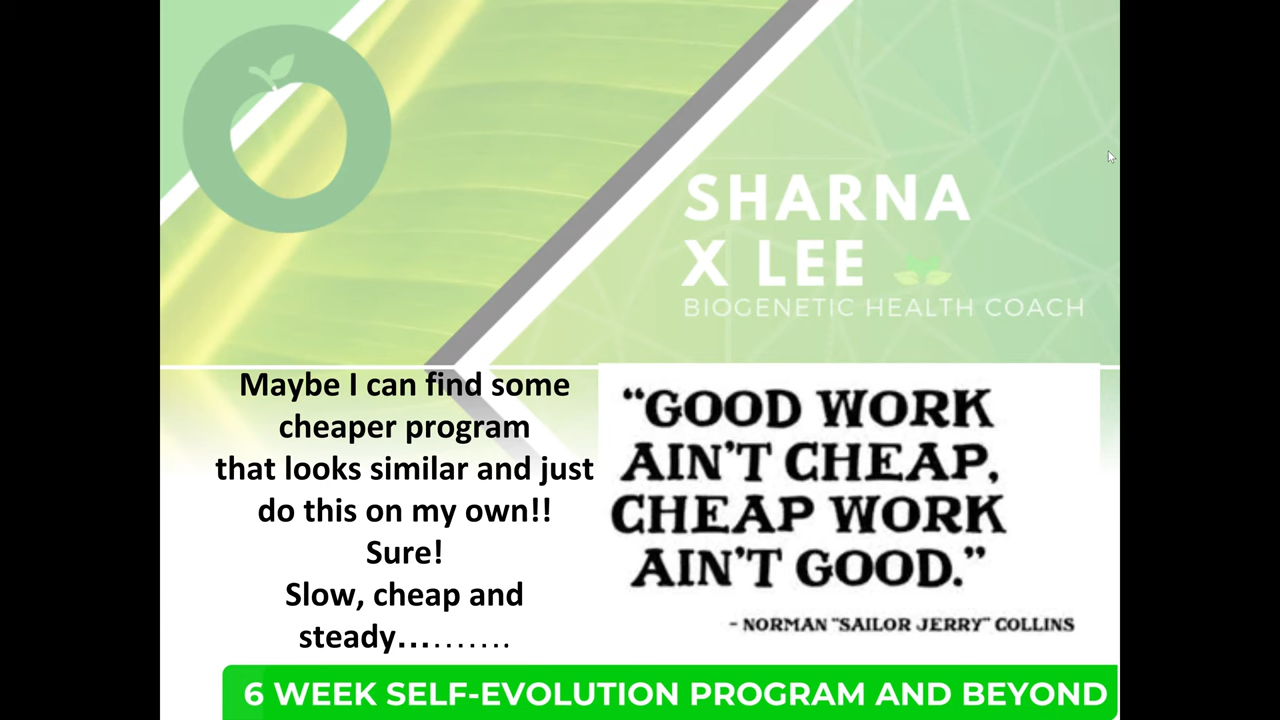 SHARNA
X LEE
BIOGENETIC HEALTH COACH
Maybe I can find some
cheaper program
that looks similar and just
do this on my own!!
Sure!
Slow, cheap and
steady..........
“GOOD WORK
AIN'T CHEAP,
CHEAP WORK
AIN'T GOOD.”
- NORMAN "SAILOR JERRY" COLLINS
6 WEEK SELF-EVOLUTION PROGRAM AND BEYOND